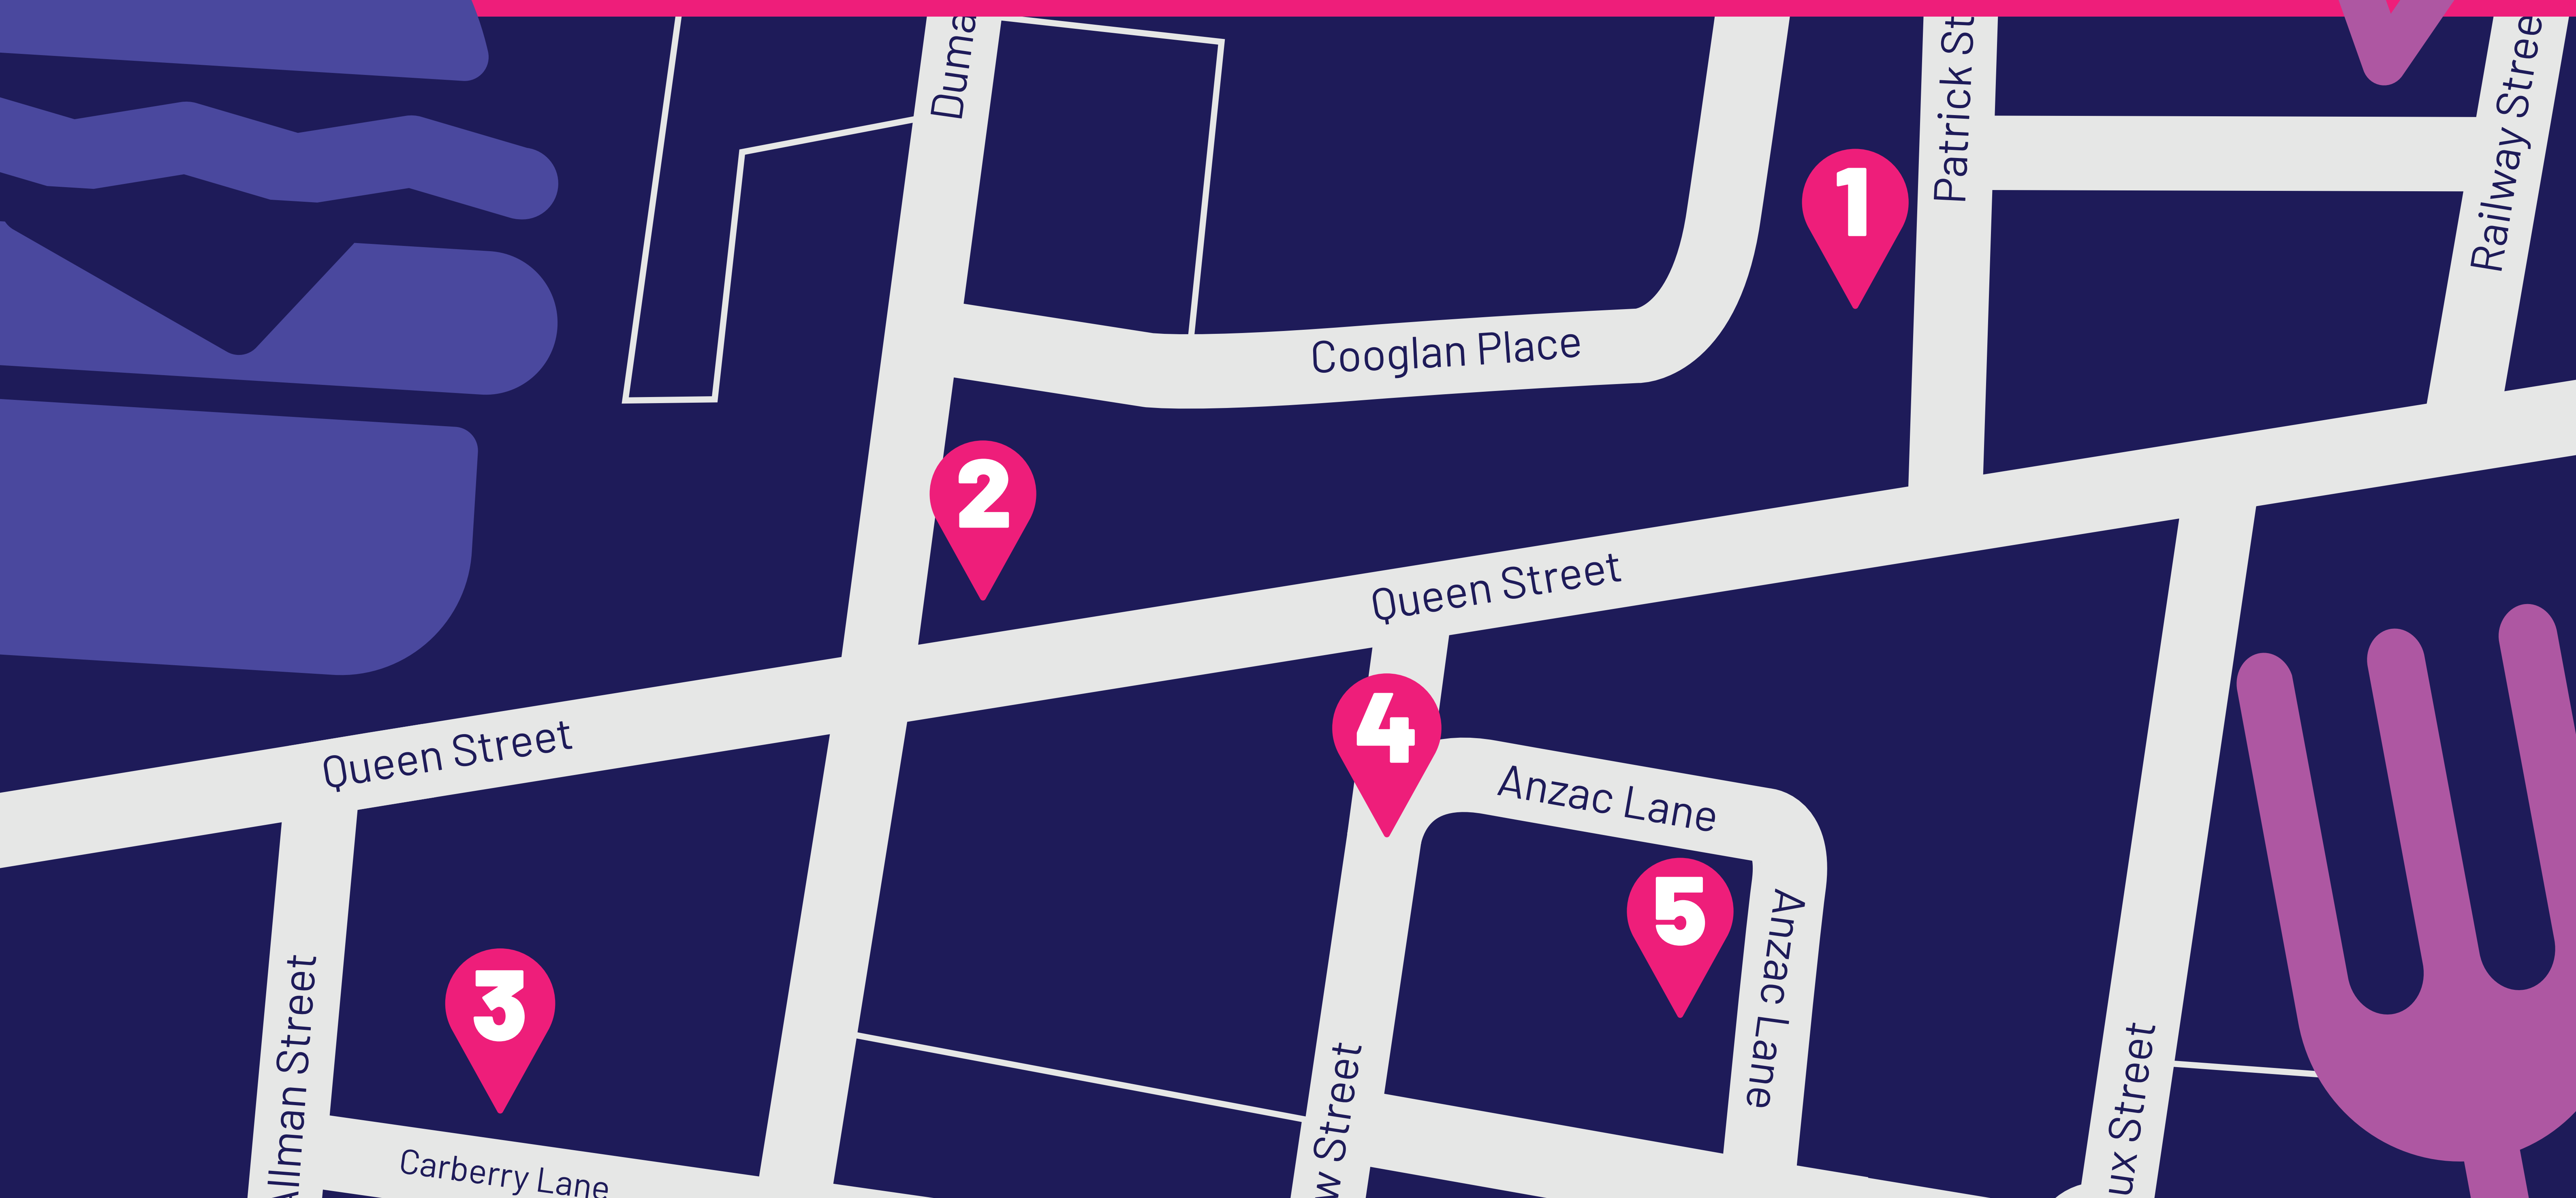 Patrick St
1
Cooglan Place
2
Queen Street
Queen Street
4
Anzac Lane
5
Anzac Lane
3
Allman Street
Street
Street
Carberry Lane
Railway